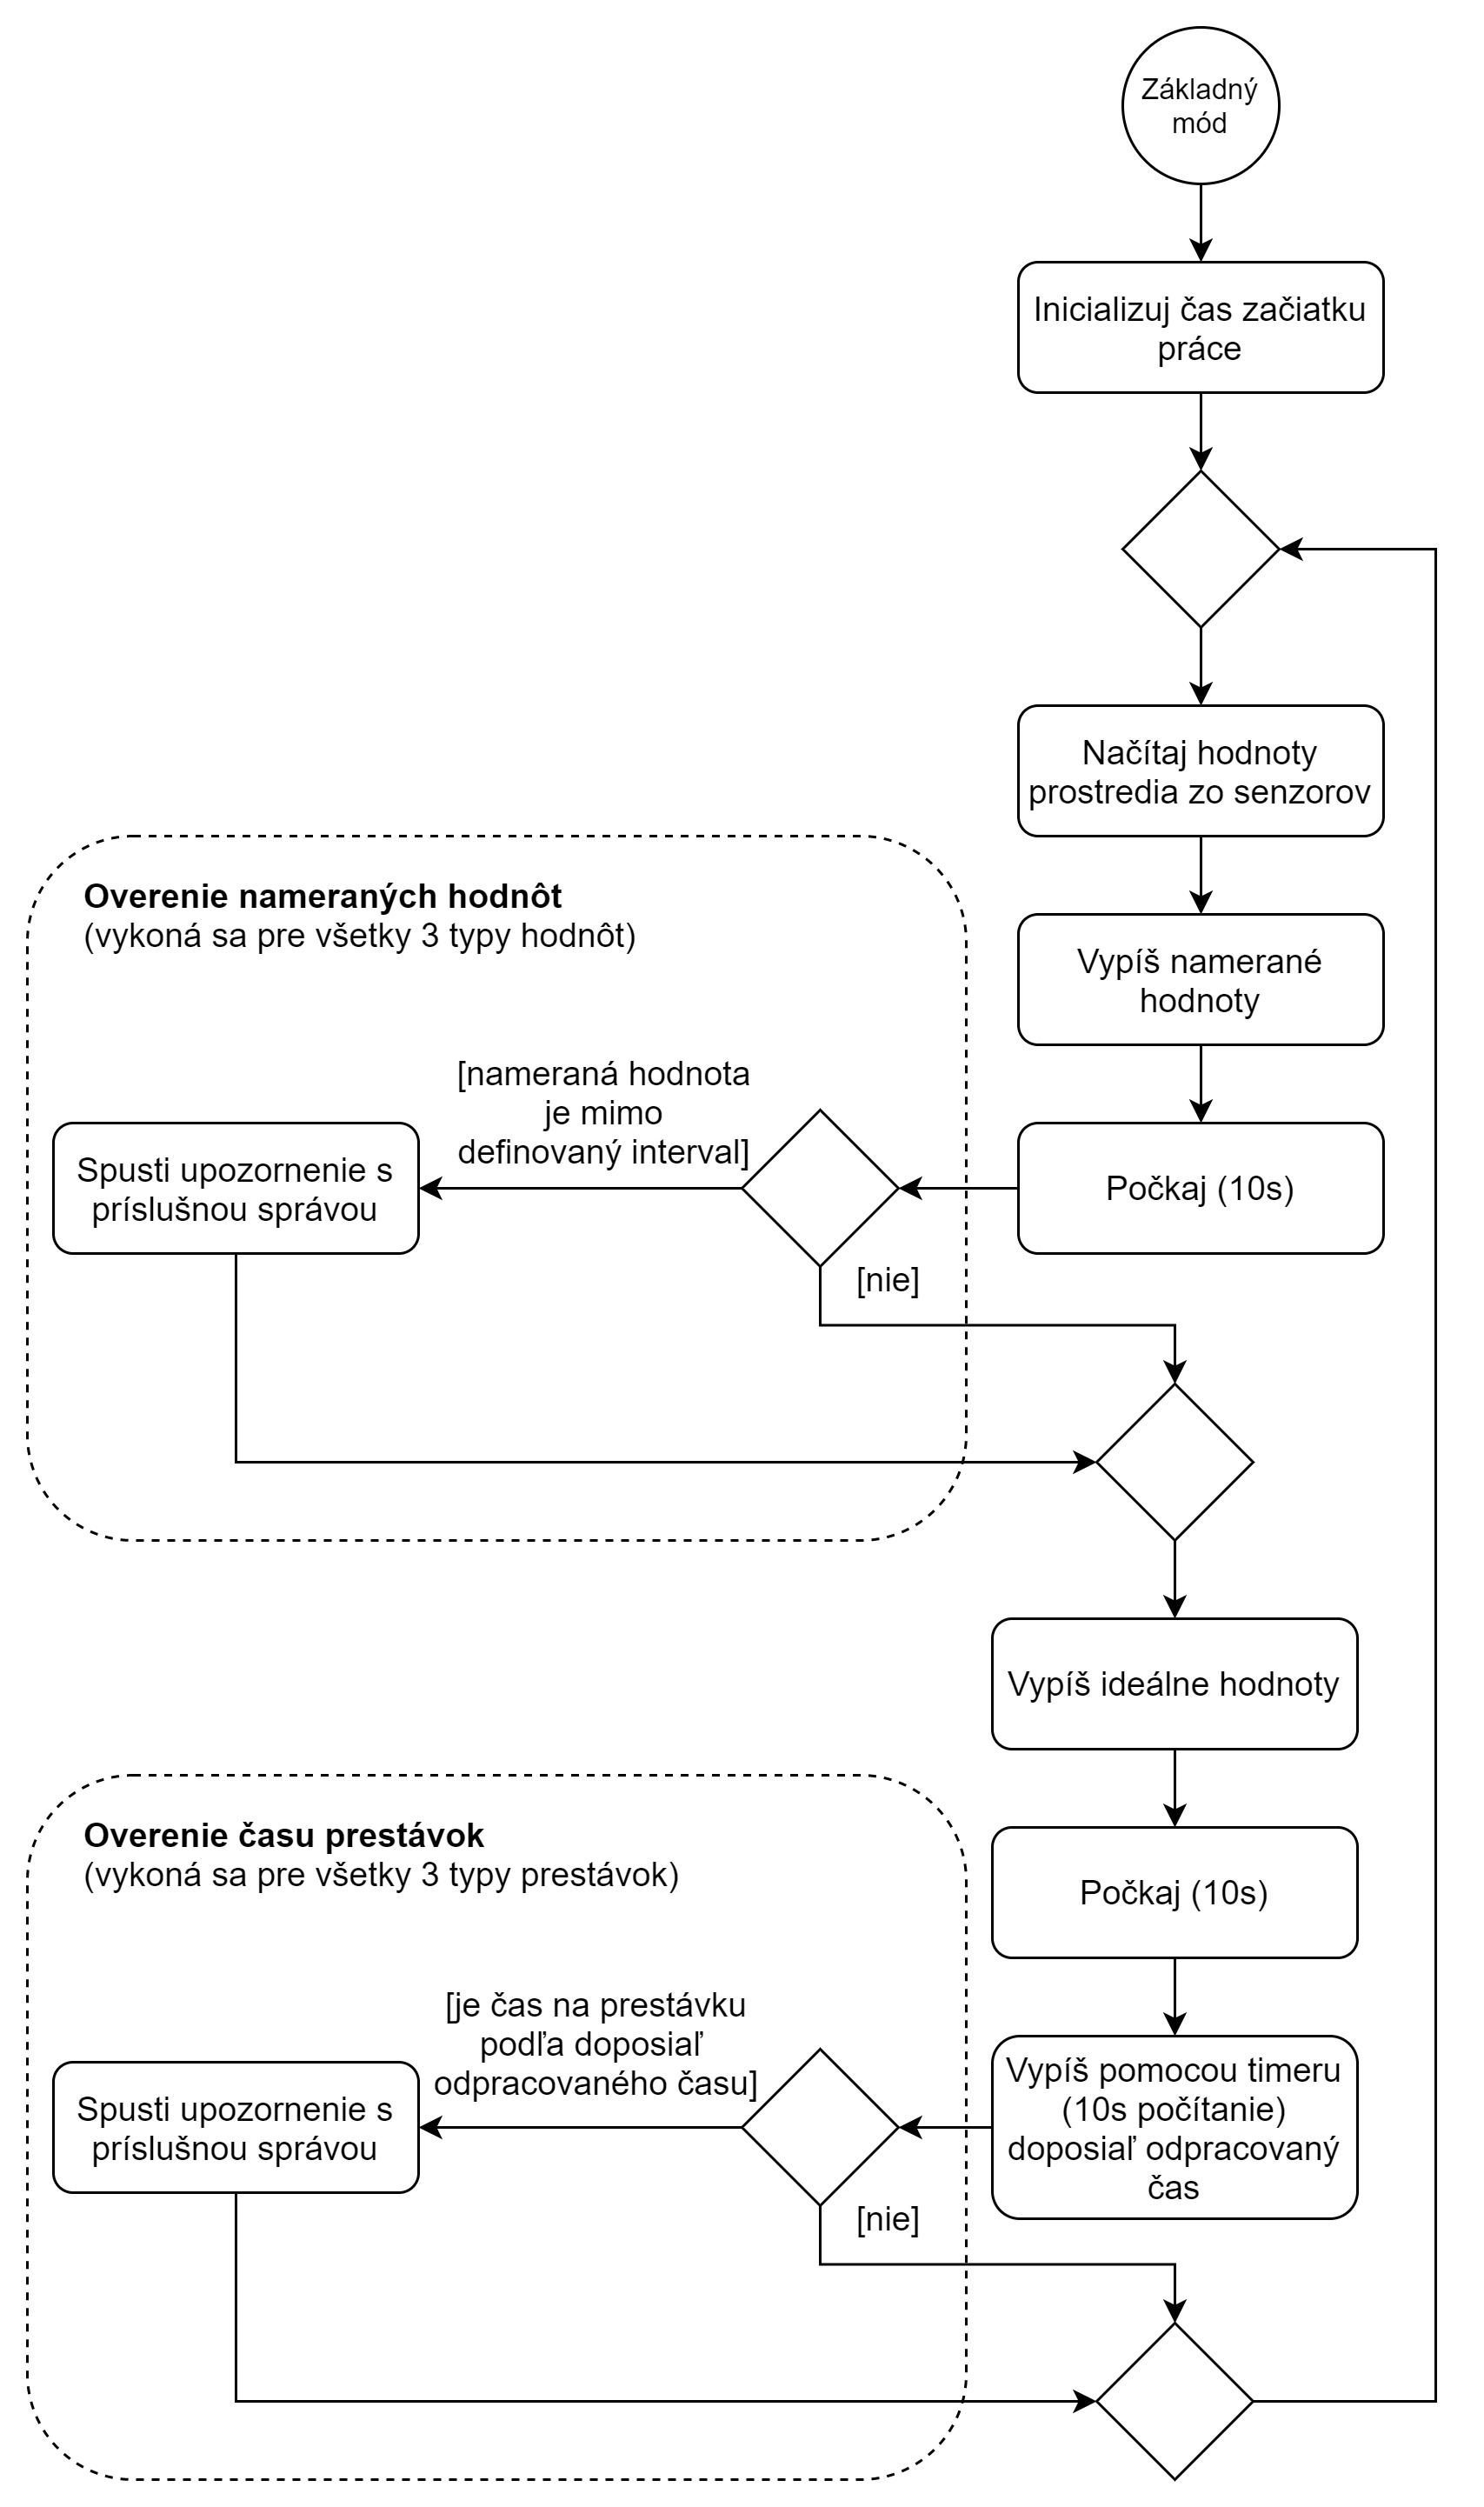 Základný
mód
Inicializuj čas začiatku
práce
Načítaj hodnoty
prostredia zo senzorov
Overenie nameraných hodnôt
(vykoná sa pre všetky 3 typy hodnôt)
Vypíš namerané
hodnoty
[nameraná hodnota
je mimo
definovaný interval]
Spusti upozornenie s
príslušnou správou
Počkaj (10s)
[nie]
Vypíš ideálne hodnoty
Overenie času prestávok
(vykoná sa pre všetky 3 typy prestávok)
Počkaj (10s)
[je čas na prestávku
podľa doposiaľ
odpracovaného času]
Spusti upozornenie s
príslušnou správou
Vypíš pomocou timeru
(10s počítanie)
doposiaľ odpracovaný
čas
[nie]